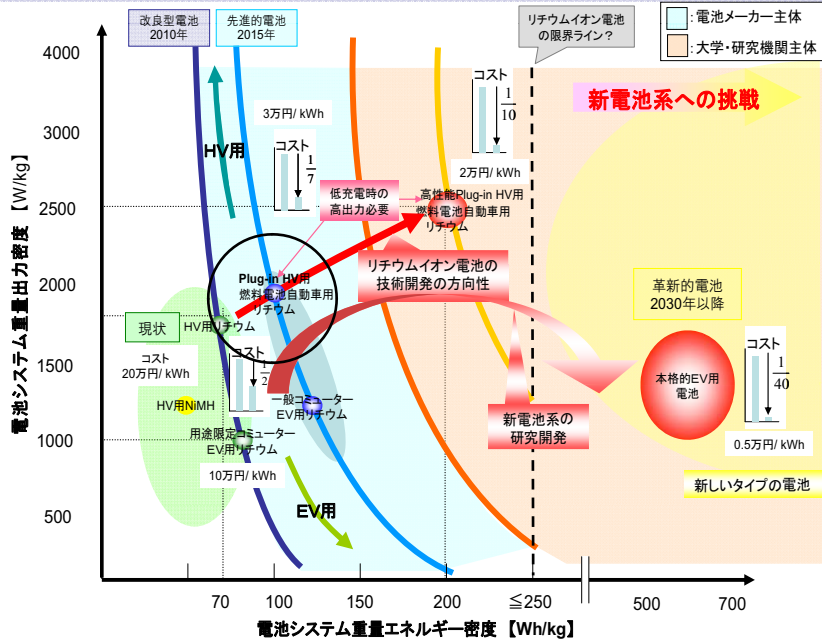 改良型電池
2010年
先進的電池
2015年
リチウムイオン電池
の限界ライン？
：電池メーカー主体
：大学・研究機関主体
4000
3000
2500
2000
1500
1000
500
電池システム重量出力密度 【W/kg】
HV用
3万円/ kWh
コスト
1
7
コスト
1
10
2万円/ kWh
新電池系への挑戦
低充電時の
高出力必要
高性能Plug-in HV用
燃料電池自動車用
リチウム
Plug-in HV用
燃料電池自動車用
リチウム
リチウムイオン電池の
技術開発の方向性
革新的電池
2030年以降
現状
HV用リチウム
コスト
20万円/ kWh
コスト
1
2
HV用NiMH
一般コミューター
EV用リチウム
用途限定コミューター
EV用リチウム
10万円/ kWh
新電池系の
研究開発
本格的EV用
電池
コスト
1
40
0.5万円/ kWh
EV用
新しいタイプの電池
70
100
150
200
≦250
500
700
電池システム重量エネルギー密度 【Wh/kg】